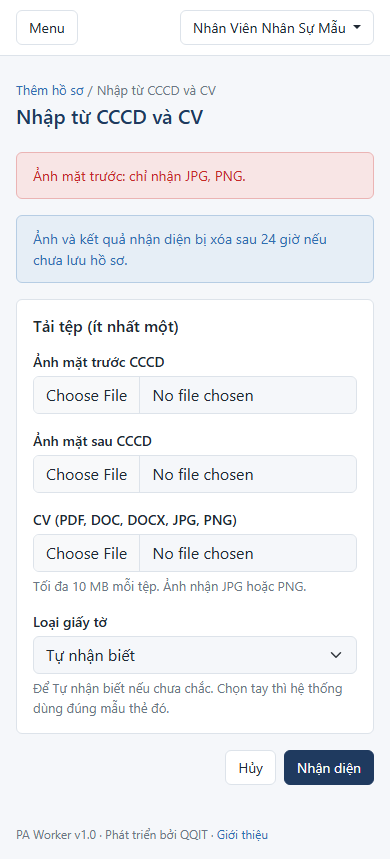 Menu
Nhân Viên Nhân Sự Mẫu
Thêm hồ sơ / Nhập từ CCCD và CV
Nhập từ CCCD và CV
Ảnh mặt trước: chỉ nhận JPG, PNG.
Ảnh và kết quả nhận diện bị xóa sau 24 giờ nếu
chưa lưu hồ sơ.
Tải tệp (ít nhất một)
Ảnh mặt trước CCCD
Choose File No file chosen
Ảnh mặt sau CCCD
Choose File No file chosen
CV (PDF, DOC, DOCX, JPG, PNG)
Choose File No file chosen
Tối đa 10 MB mỗi tệp. Ảnh nhận JPG hoặc PNG.
Loại giấy tờ
Tự nhận biết
Để Tự nhận biết nếu chưa chắc. Chọn tay thì hệ thống
dùng đúng mẫu thẻ đó.
Hủy
Nhận diện
PA Worker v1.0 · Phát triển bởi QQIT · Giới thiệu